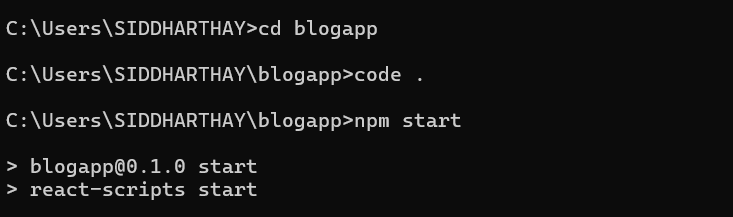 C:\Users\SIDDHARTHAY>cd blogapp
C:\Users\SIDDHARTHAY\blogapp>code .
C:\Users\SIDDHARTHAY\blogapp>npm start
> blogapp@0.1.0 start
> react-scripts start